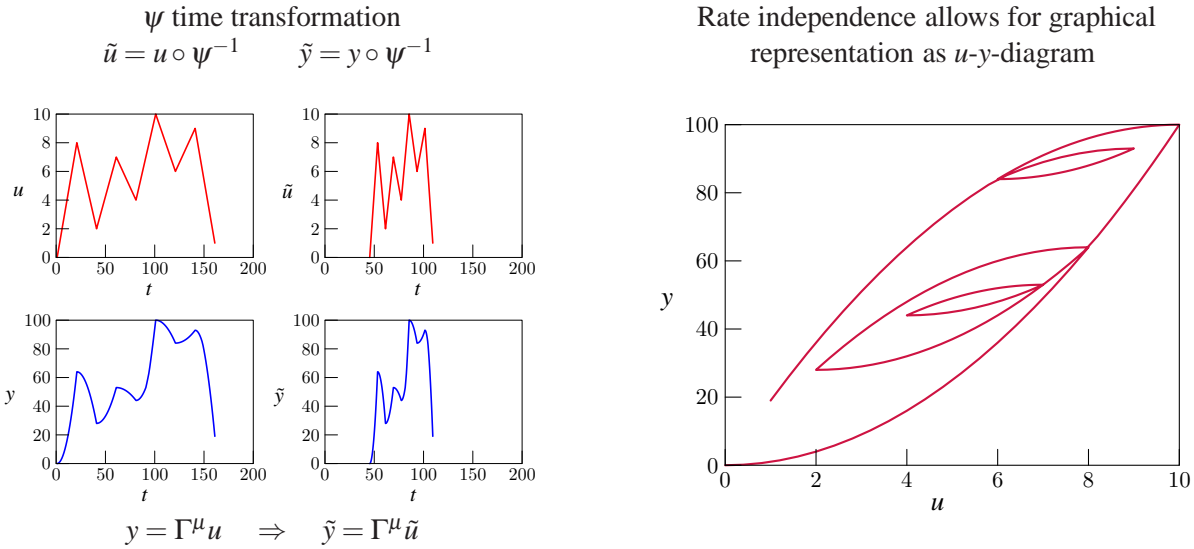 ψ time transformation
ũ = u ∘ ψ⁻¹ ỹ = y ∘ ψ⁻¹
10
8
6
4
2
0
u
0 50 100 150 200
t
10
8
6
4
2
0
ũ
0 50 100 150 200
t
100
80
60
40
20
0
y
0 50 100 150 200
t
100
80
60
40
20
0
ỹ
0 50 100 150 200
t
y = Γ^μ u ⇒ ỹ = Γ^μ ũ
Rate independence allows for graphical
representation as u-y-diagram
100
80
60
40
20
0
y
0 2 4 6 8 10
u